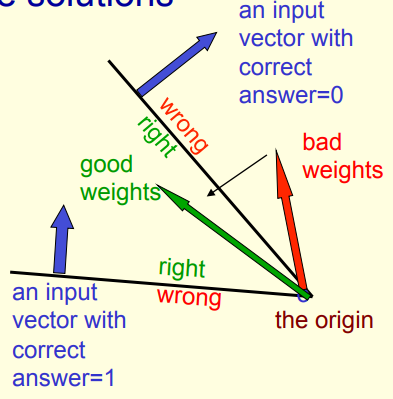 e solutions
an input
vector with
correct
answer=0
wrong
right
bad
weights
good
weights
right
wrong
an input
vector with
correct
answer=1
the origin